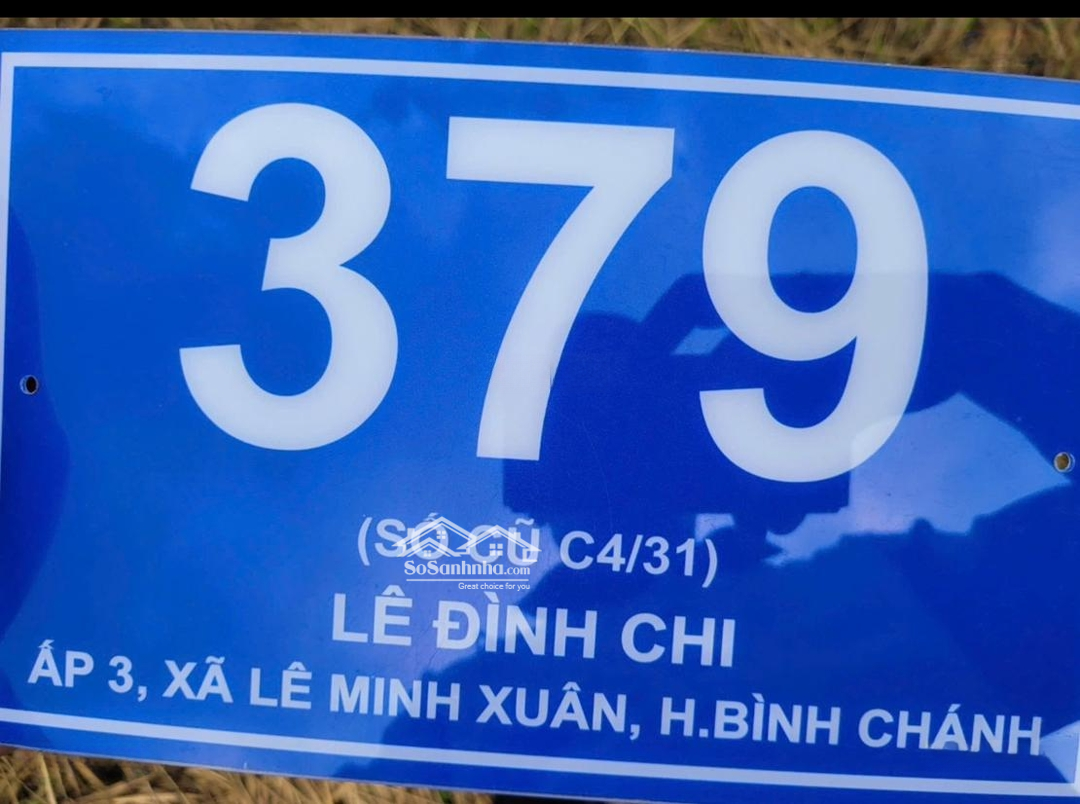 379
(SỐ CŨ C4/31)
SoSanhnha.com
Great choice for you
LÊ ĐÌNH CHI
ẤP 3, XÃ LÊ MINH XUÂN, H.BÌNH CHÁNH